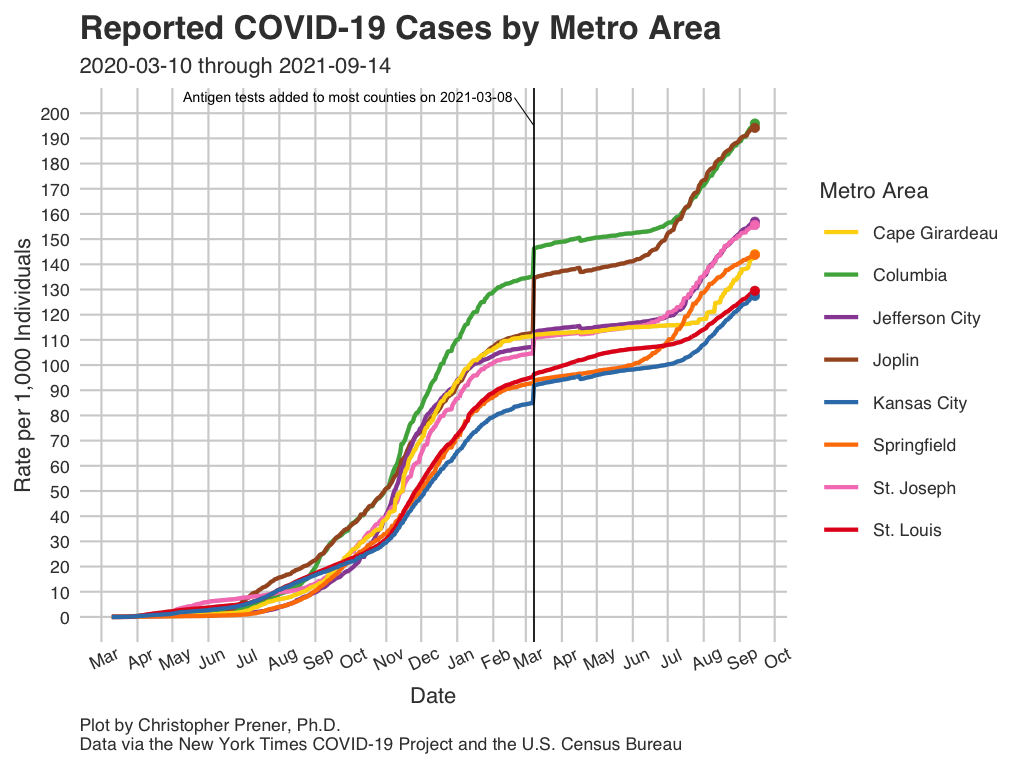 Reported COVID-19 Cases by Metro Area
2020-03-10 through 2021-09-14
Antigen tests added to most counties on 2021-03-08
Rate per 1,000 Individuals
200
190
180
170
160
150
140
130
120
110
100
90
80
70
60
50
40
30
20
10
0
Mar Apr May Jun Jul Aug Sep Oct Nov Dec Jan Feb Mar Apr May Jun Jul Aug Sep Oct
Date
Metro Area
Cape Girardeau
Columbia
Jefferson City
Joplin
Kansas City
Springfield
St. Joseph
St. Louis
Plot by Christopher Prener, Ph.D.
Data via the New York Times COVID-19 Project and the U.S. Census Bureau